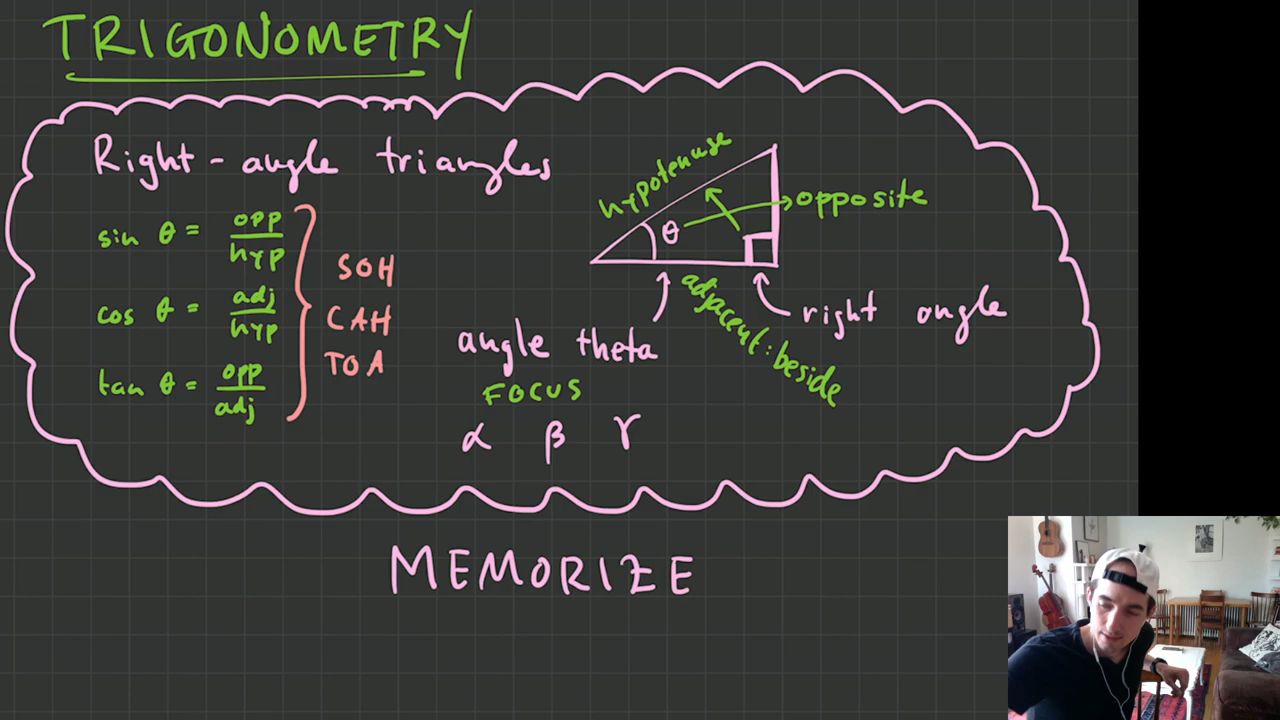 TRIGONOMETRY
Right-angle triangles
sin θ = opp/hyp
cos θ = adj/hyp
tan θ = opp/adj
SOH
CAH
TOA
hypotenuse
θ
opposite
adjacent: beside
right angle
angle theta
FOCUS
α β γ
MEMORIZE